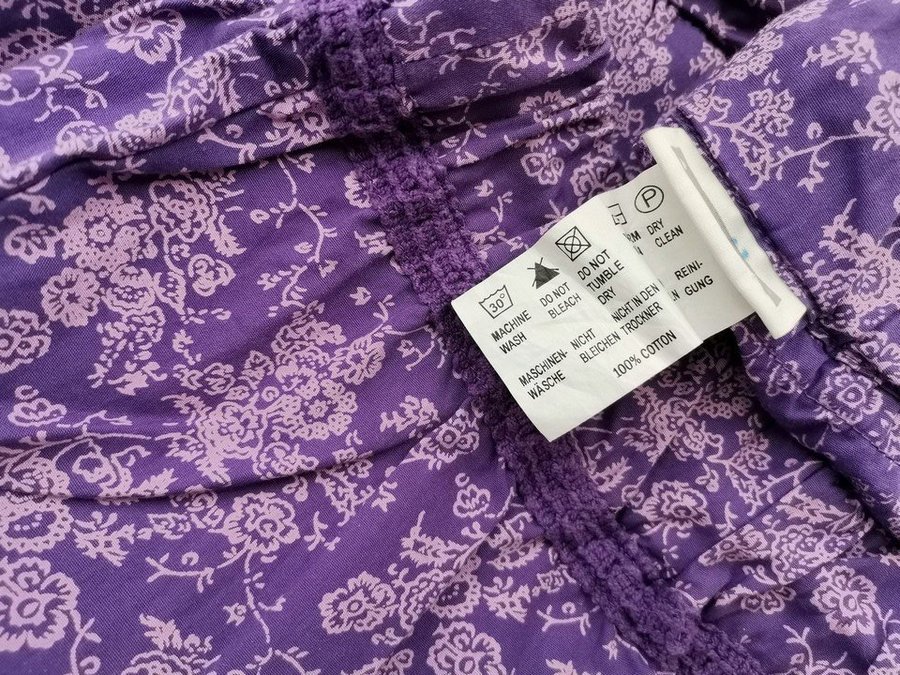 30°
P
MACHINE
WASH
DO NOT
BLEACH
DO NOT
TUMBLE
DRY
DRY
CLEAN
MASCHINEN-
WÄSCHE
NICHT
BLEICHEN
NICHT IN DEN
TROCKNER
REINI-
GUNG
100% COTTON